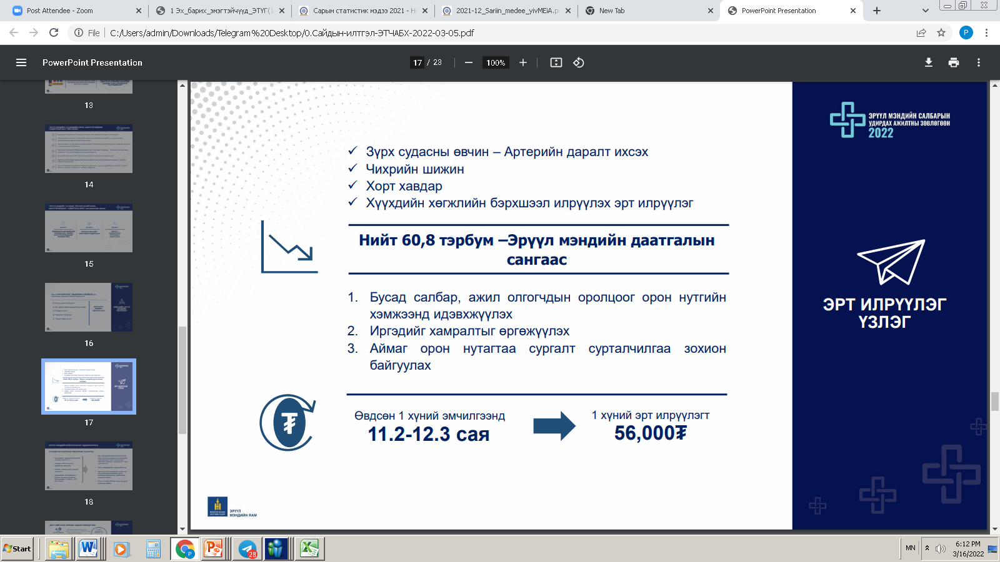 Post Attendee - Zoom
1 Эх_барих_эмэгтэйчүүд_ЭТҮГ(1
Сарын статистик мэдээ 2021 - Н
2021-12_Sariin_medee_yivMEiA.p
New Tab
PowerPoint Presentation
File
C:/Users/admin/Downloads/Telegram%20Desktop/0.Сайдын-илтгэл-ЭТЧАБХ-2022-03-05.pdf
P
PowerPoint Presentation
17 / 23
100%
13
14
15
16
17
18
ЭРҮҮЛ МЭНДИЙН САЛБАРЫН
УДИРДАХ АЖИЛТНЫ ЗӨВЛӨГӨӨН
2022
Зүрх судасны өвчин – Артерийн даралт ихсэх
Чихрийн шижин
Хорт хавдар
Хүүхдийн хөгжлийн бэрхшээл илрүүлэх эрт илрүүлэг
Нийт 60,8 тэрбум –Эрүүл мэндийн даатгалын
сангаас
1. Бусад салбар, ажил олгогчдын оролцоог орон нутгийн
хэмжээнд идэвхжүүлэх
2. Иргэдийг хамралтыг өргөжүүлэх
3. Аймаг орон нутагтаа сургалт сурталчилгаа зохион
байгуулах
Өвдсөн 1 хүний эмчилгээнд
11.2-12.3 сая
1 хүний эрт илрүүлэгт
56,000₮
ЭРТ ИЛРҮҮЛЭГ
ҮЗЛЭГ
ЭРҮҮЛ
МЭНДИЙН ЯАМ
Start
28
MN
6:12 PM
3/16/2022